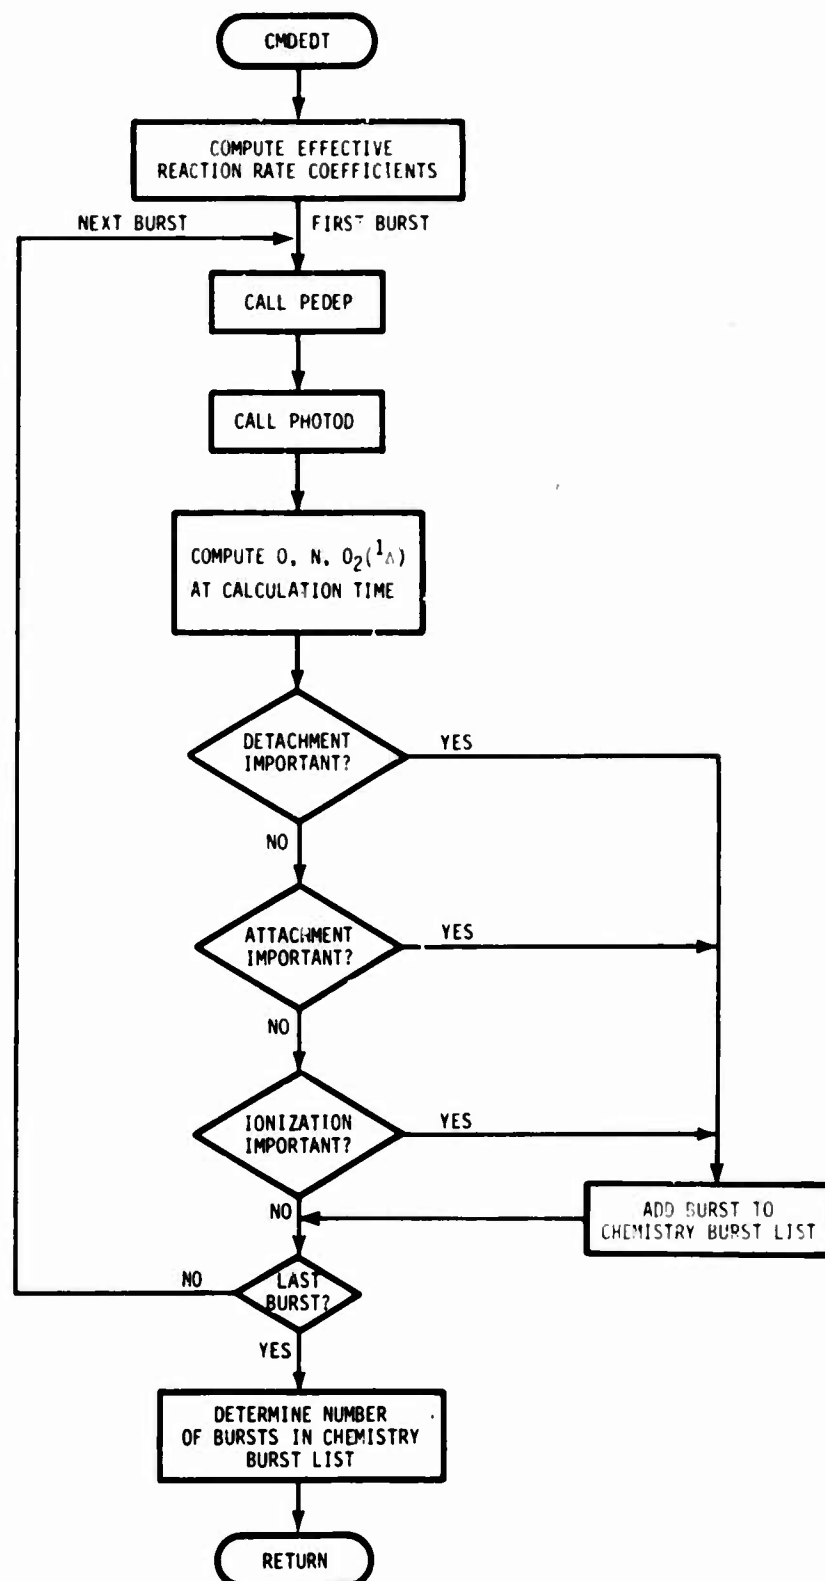 CMDEDT
COMPUTE EFFECTIVE
REACTION RATE COEFFICIENTS
NEXT BURST
FIRST BURST
CALL PEDEP
CALL PHOTOD
COMPUTE O, N, O₂(¹Δ)
AT CALCULATION TIME
DETACHMENT
IMPORTANT?
YES
NO
ATTACHMENT
IMPORTANT?
YES
NO
IONIZATION
IMPORTANT?
YES
NO
ADD BURST TO
CHEMISTRY BURST LIST
LAST
BURST?
NO
YES
DETERMINE NUMBER
OF BURSTS IN CHEMISTRY
BURST LIST
RETURN